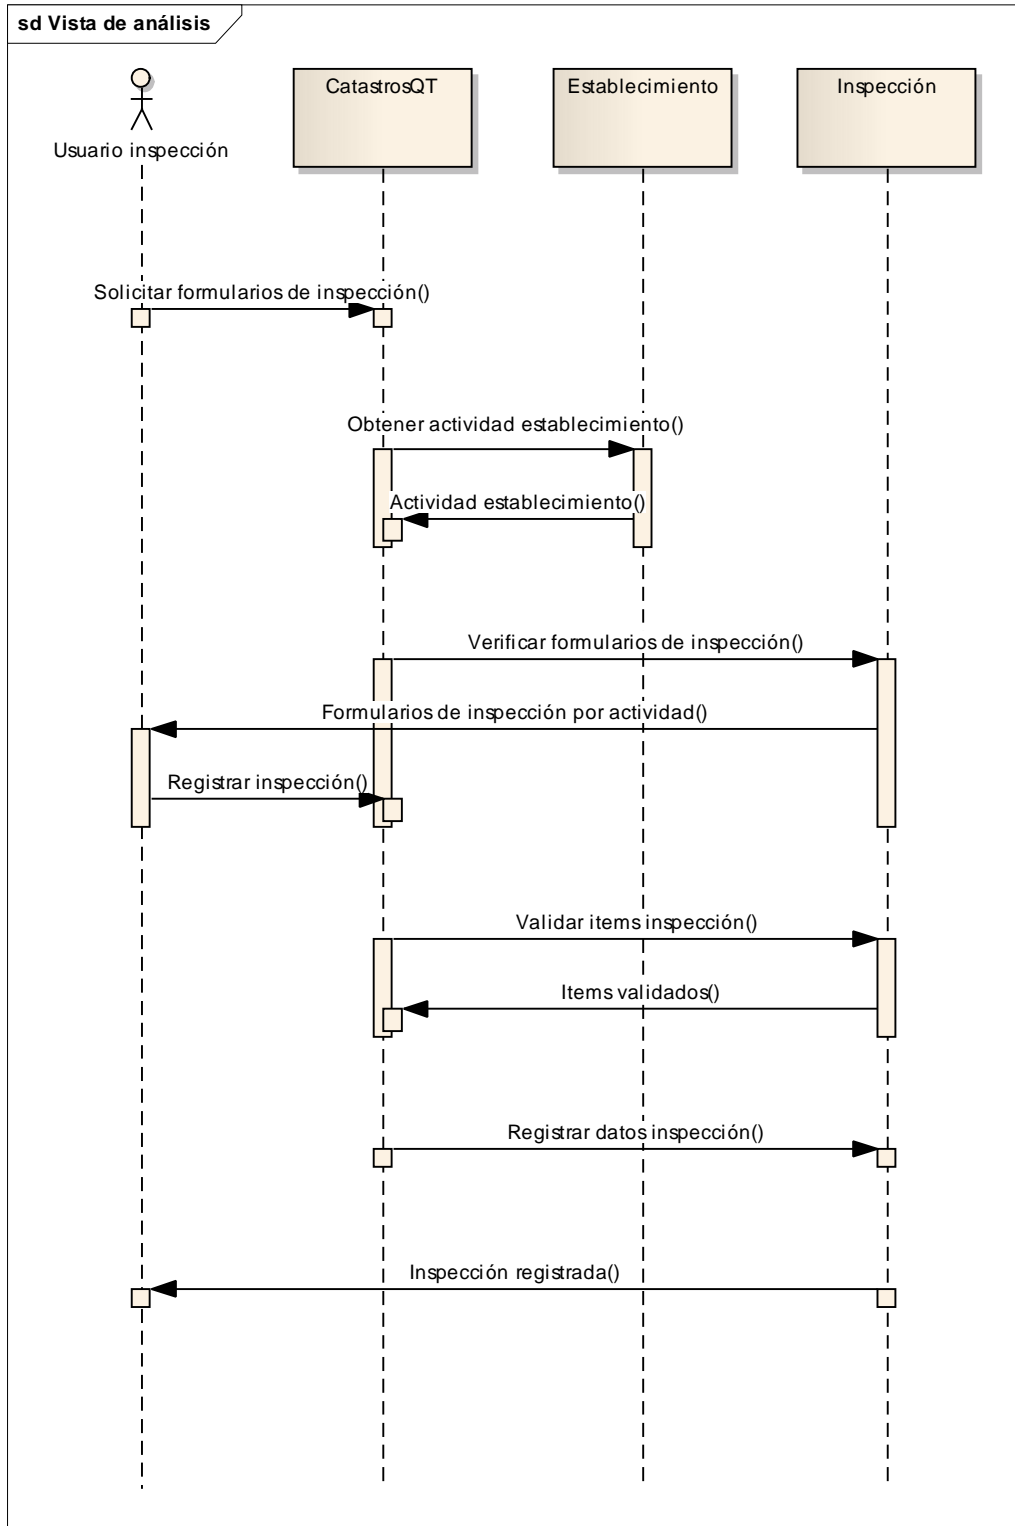 sd Vista de análisis
Usuario inspección
CatastrosQT
Establecimiento
Inspección
Solicitar formularios de inspección()
Obtener actividad establecimiento()
Actividad establecimiento()
Verificar formularios de inspección()
Formularios de inspección por actividad()
Registrar inspección()
Validar items inspección()
Items validados()
Registrar datos inspección()
Inspección registrada()